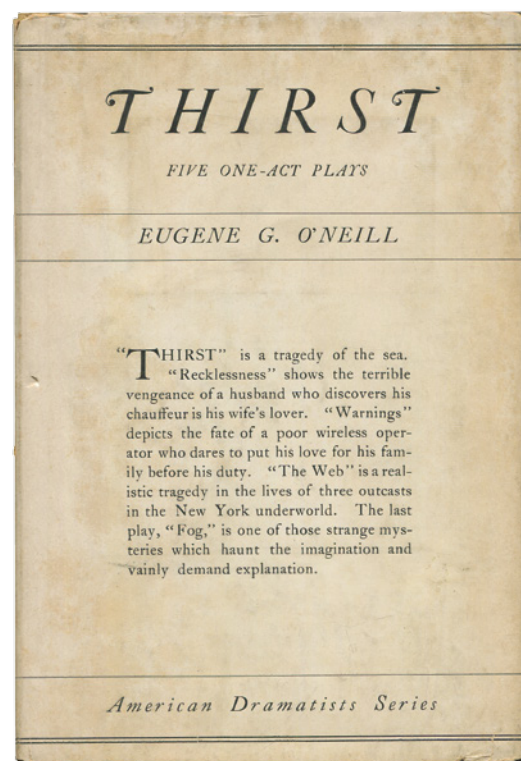 THIRST
FIVE ONE-ACT PLAYS
EUGENE G. O'NEILL
"THIRST" is a tragedy of the sea.
"Recklessness" shows the terrible
vengeance of a husband who discovers his
chauffeur is his wife's lover. "Warnings"
depicts the fate of a poor wireless oper-
ator who dares to put his love for his fam-
ily before his duty. "The Web" is a real-
istic tragedy in the lives of three outcasts
in the New York underworld. The last
play, "Fog," is one of those strange mys-
teries which haunt the imagination and
vainly demand explanation.
American Dramatists Series